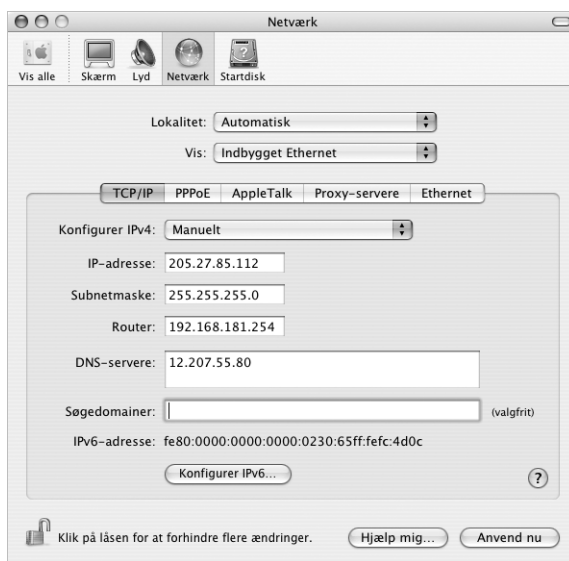 Netværk
Vis alle Skærm Lyd Netværk Startdisk
Lokalitet: Automatisk
Vis: Indbygget Ethernet
TCP/IP PPPoE AppleTalk Proxy-servere Ethernet
Konfigurer IPv4: Manuelt
IP-adresse: 205.27.85.112
Subnetmaske: 255.255.255.0
Router: 192.168.181.254
DNS-servere: 12.207.55.80
Søgedomainer: (valgfrit)
IPv6-adresse: fe80:0000:0000:0000:0230:65ff:fefc:4d0c
Konfigurer IPv6... ?
Klik på låsen for at forhindre flere ændringer. Hjælp mig... Anvend nu